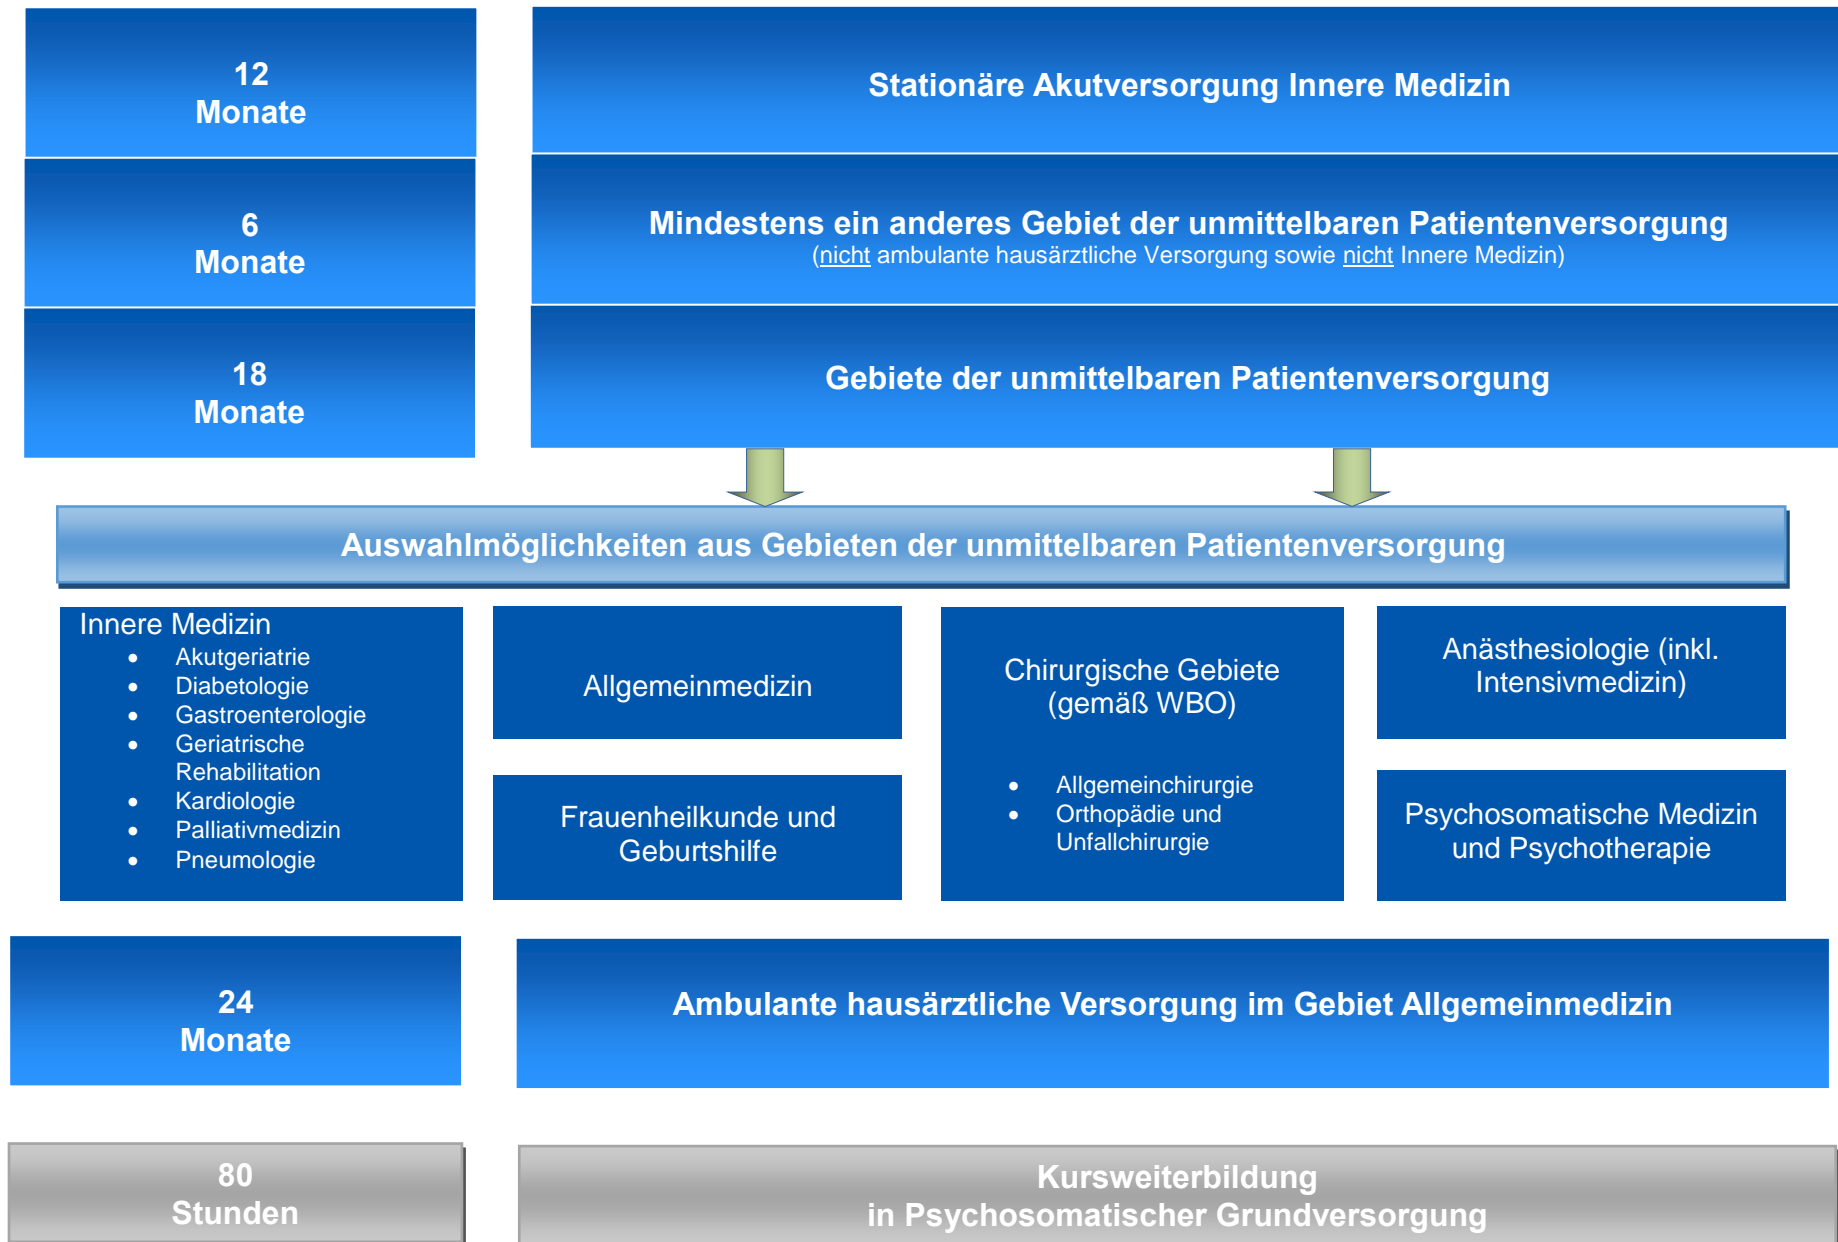 12
Monate
Stationäre Akutversorgung Innere Medizin
6
Monate
Mindestens ein anderes Gebiet der unmittelbaren Patientenversorgung
(nicht ambulante hausärztliche Versorgung sowie nicht Innere Medizin)
18
Monate
Gebiete der unmittelbaren Patientenversorgung
Auswahlmöglichkeiten aus Gebieten der unmittelbaren Patientenversorgung
Innere Medizin
• Akutgeriatrie
• Diabetologie
• Gastroenterologie
• Geriatrische
Rehabilitation
• Kardiologie
• Palliativmedizin
• Pneumologie
Allgemeinmedizin
Frauenheilkunde und
Geburtshilfe
Chirurgische Gebiete
(gemäß WBO)
• Allgemeinchirurgie
• Orthopädie und
Unfallchirurgie
Anästhesiologie (inkl.
Intensivmedizin)
Psychosomatische Medizin
und Psychotherapie
24
Monate
Ambulante hausärztliche Versorgung im Gebiet Allgemeinmedizin
80
Stunden
Kursweiterbildung
in Psychosomatischer Grundversorgung